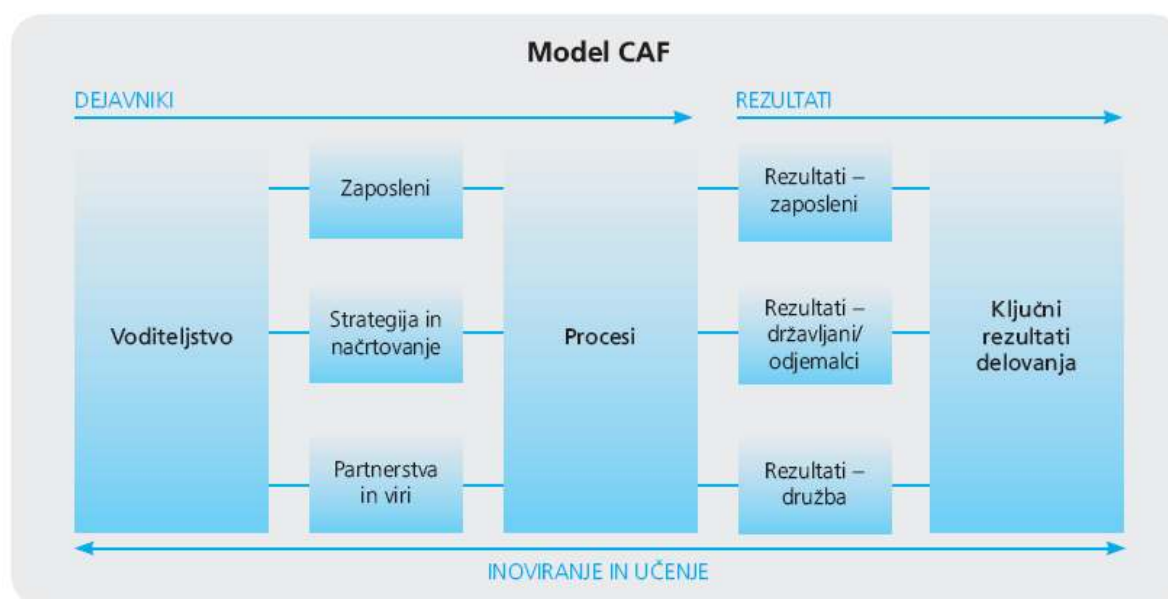 Model CAF
DEJAVNIKI
REZULTATI
Voditeljstvo
Zaposleni
Strategija in
načrtovanje
Partnerstva
in viri
Procesi
Rezultati –
zaposleni
Rezultati –
državljani/
odjemalci
Rezultati –
družba
Ključni
rezultati
delovanja
INOVIRANJE IN UČENJE